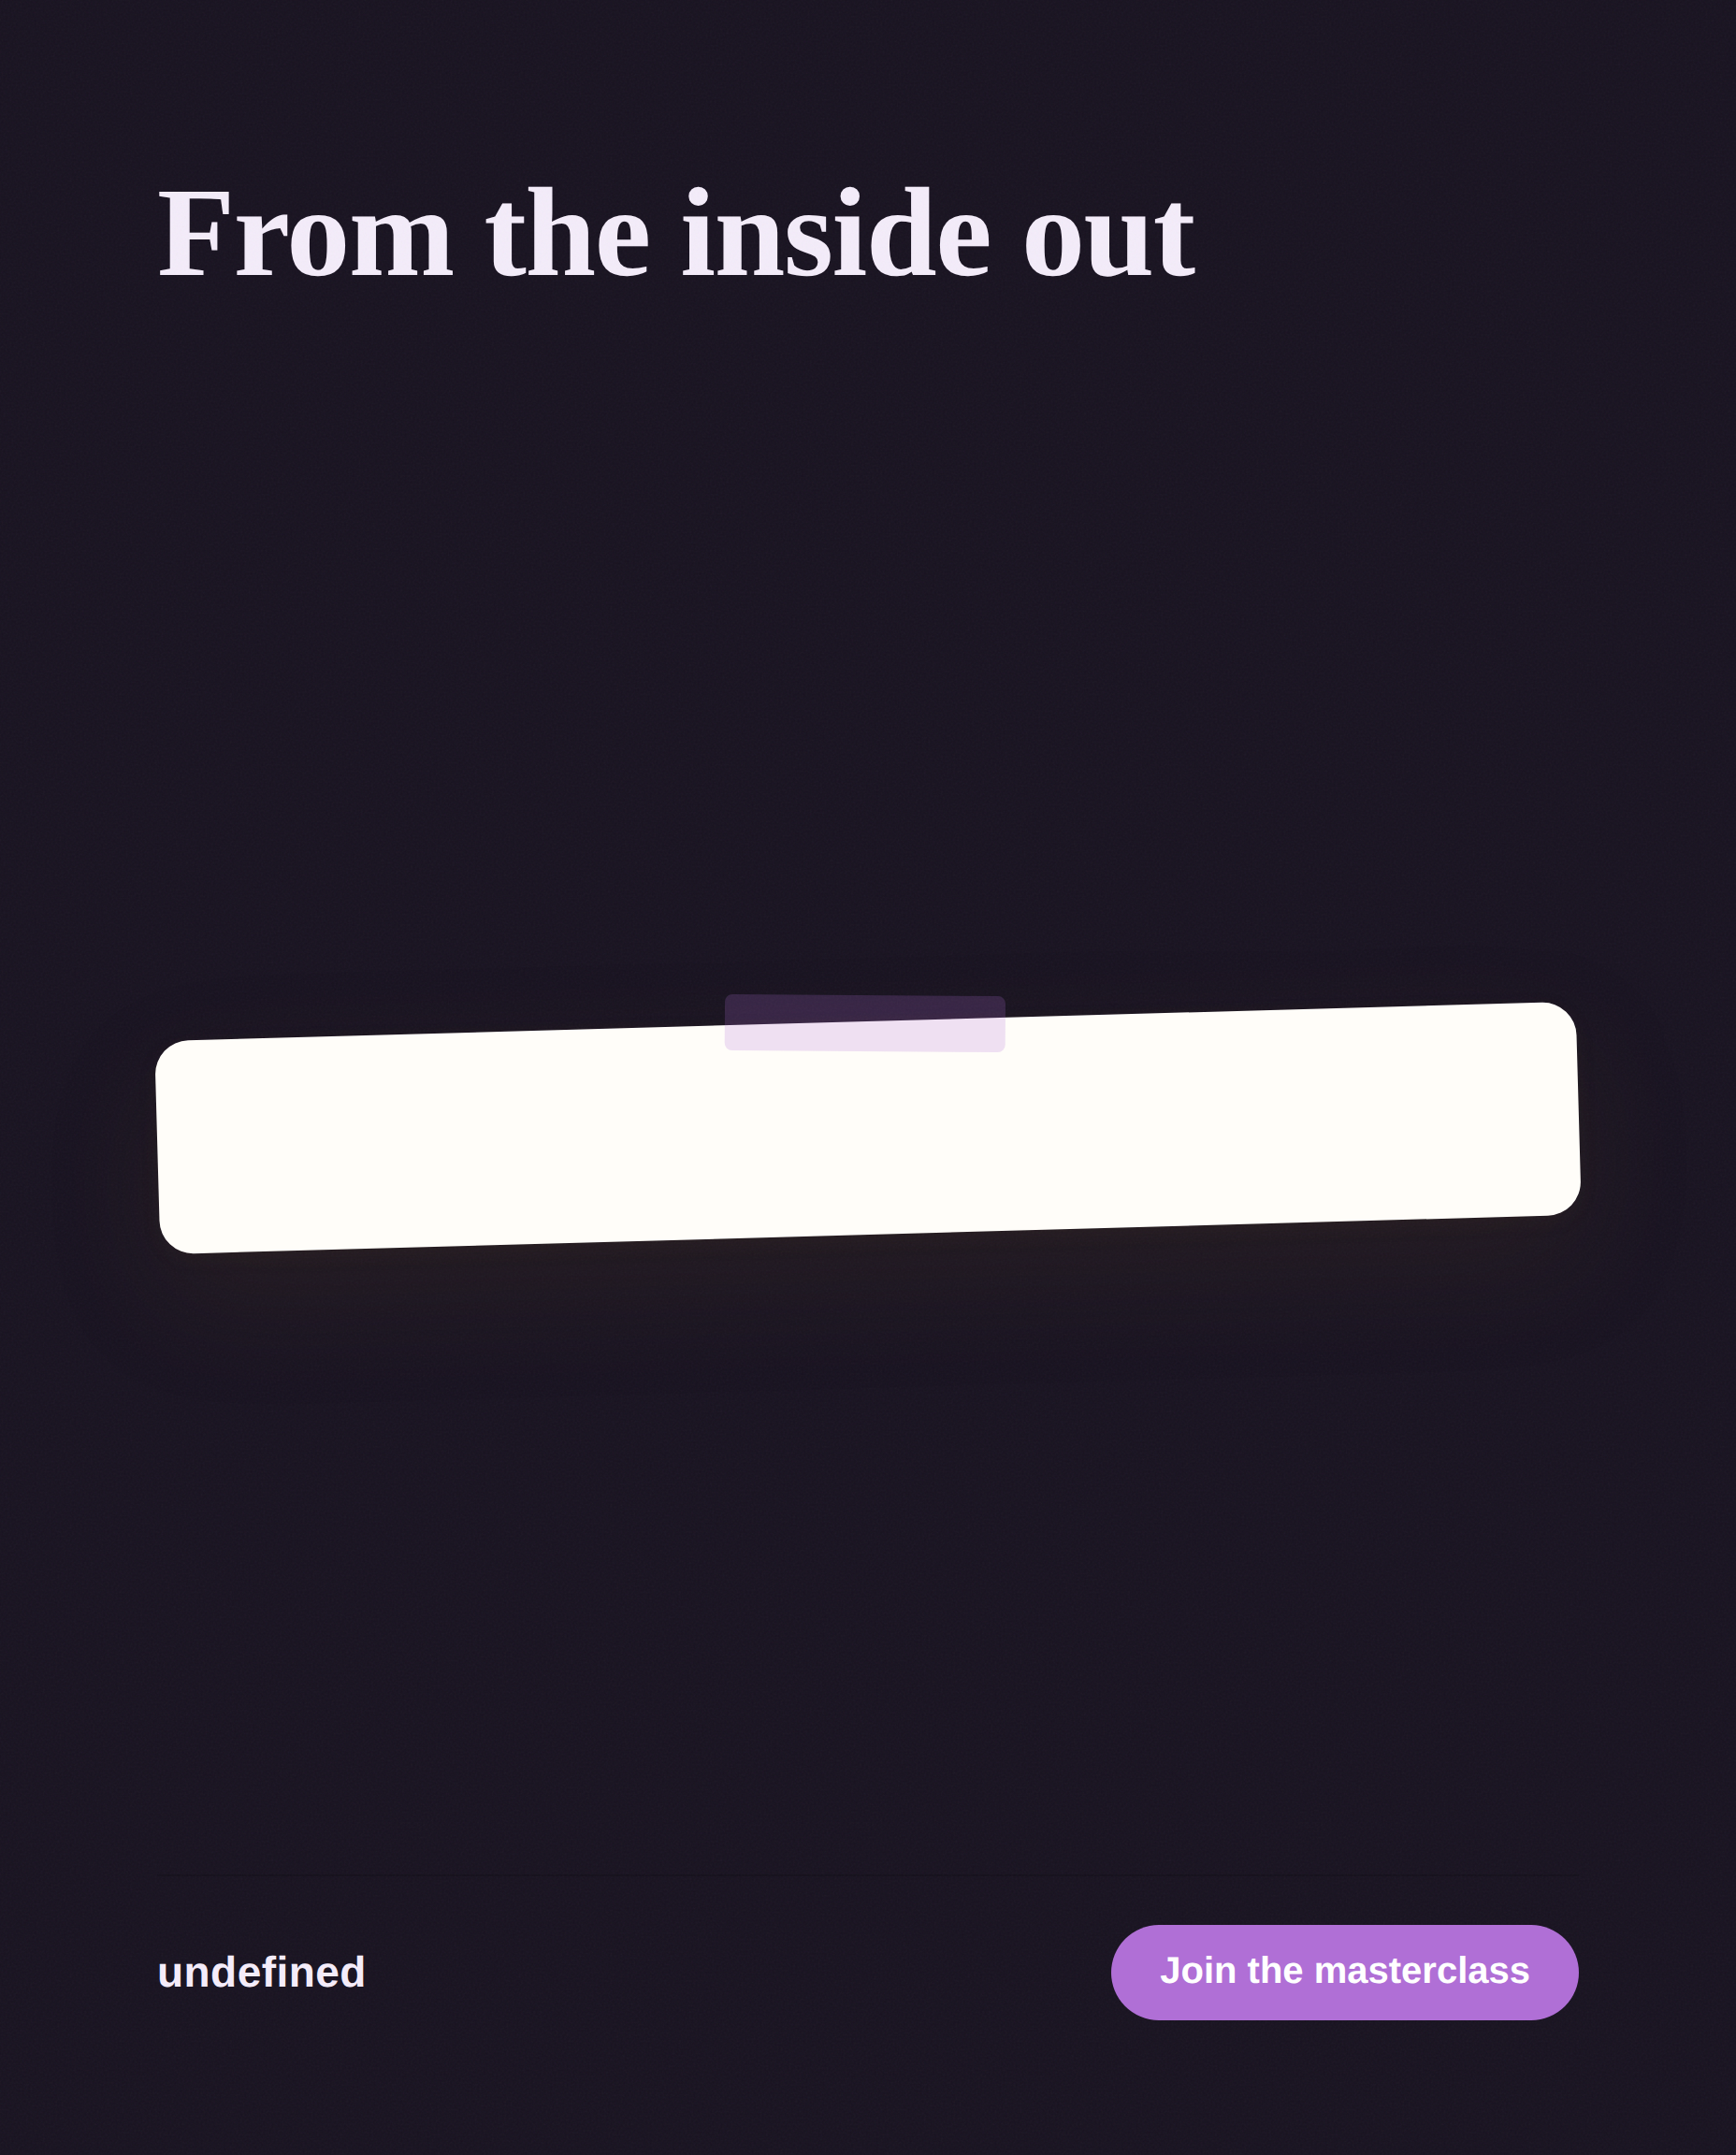 From the inside out
undefined
Join the masterclass